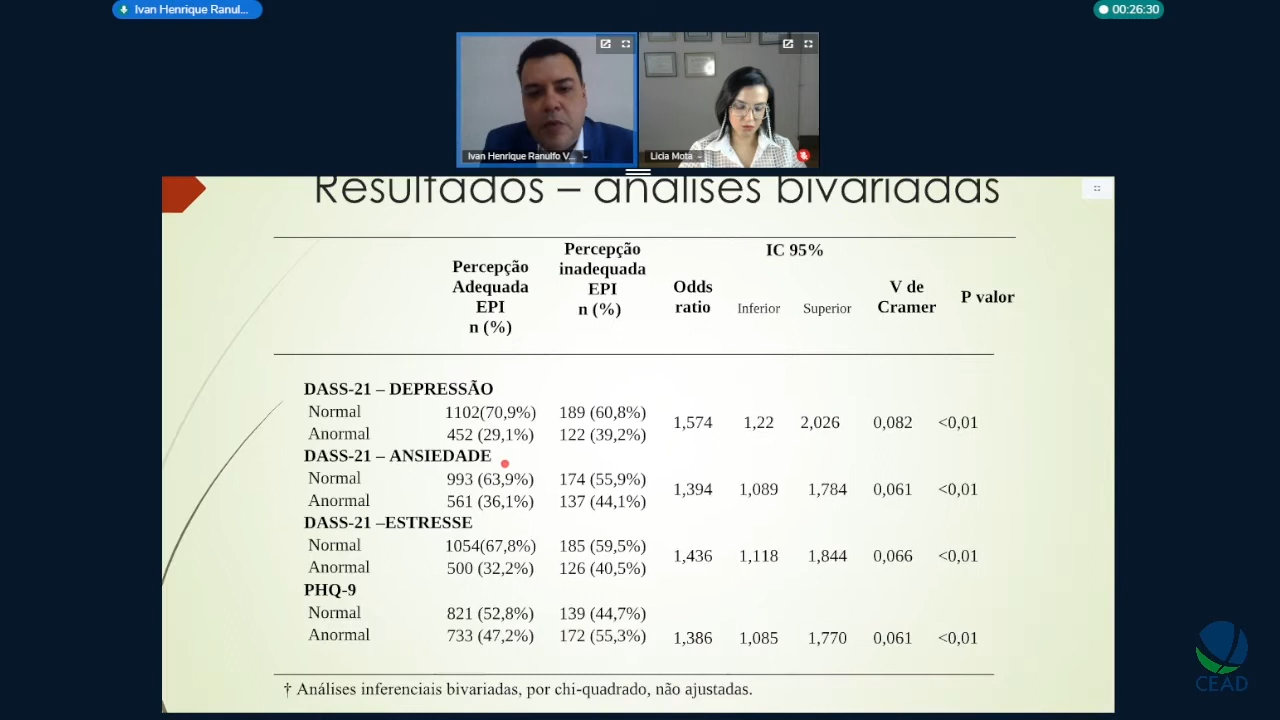 Ivan Henrique Ranul...
00:26:30
Ivan Henrique Ranulfo V...
Licia Mota
Resultados – análises bivariadas
Percepção Adequada EPI n (%)
Percepção inadequada EPI n (%)
Odds ratio
IC 95%
Inferior Superior
V de Cramer
P valor
DASS-21 – DEPRESSÃO
Normal 1102(70,9%) 189 (60,8%)
1,574 1,22 2,026 0,082 <0,01
Anormal 452 (29,1%) 122 (39,2%)
DASS-21 – ANSIEDADE
Normal 993 (63,9%) 174 (55,9%)
1,394 1,089 1,784 0,061 <0,01
Anormal 561 (36,1%) 137 (44,1%)
DASS-21 –ESTRESSE
Normal 1054(67,8%) 185 (59,5%)
1,436 1,118 1,844 0,066 <0,01
Anormal 500 (32,2%) 126 (40,5%)
PHQ-9
Normal 821 (52,8%) 139 (44,7%)
Anormal 733 (47,2%) 172 (55,3%) 1,386 1,085 1,770 0,061 <0,01
† Análises inferenciais bivariadas, por chi-quadrado, não ajustadas.
CEAD